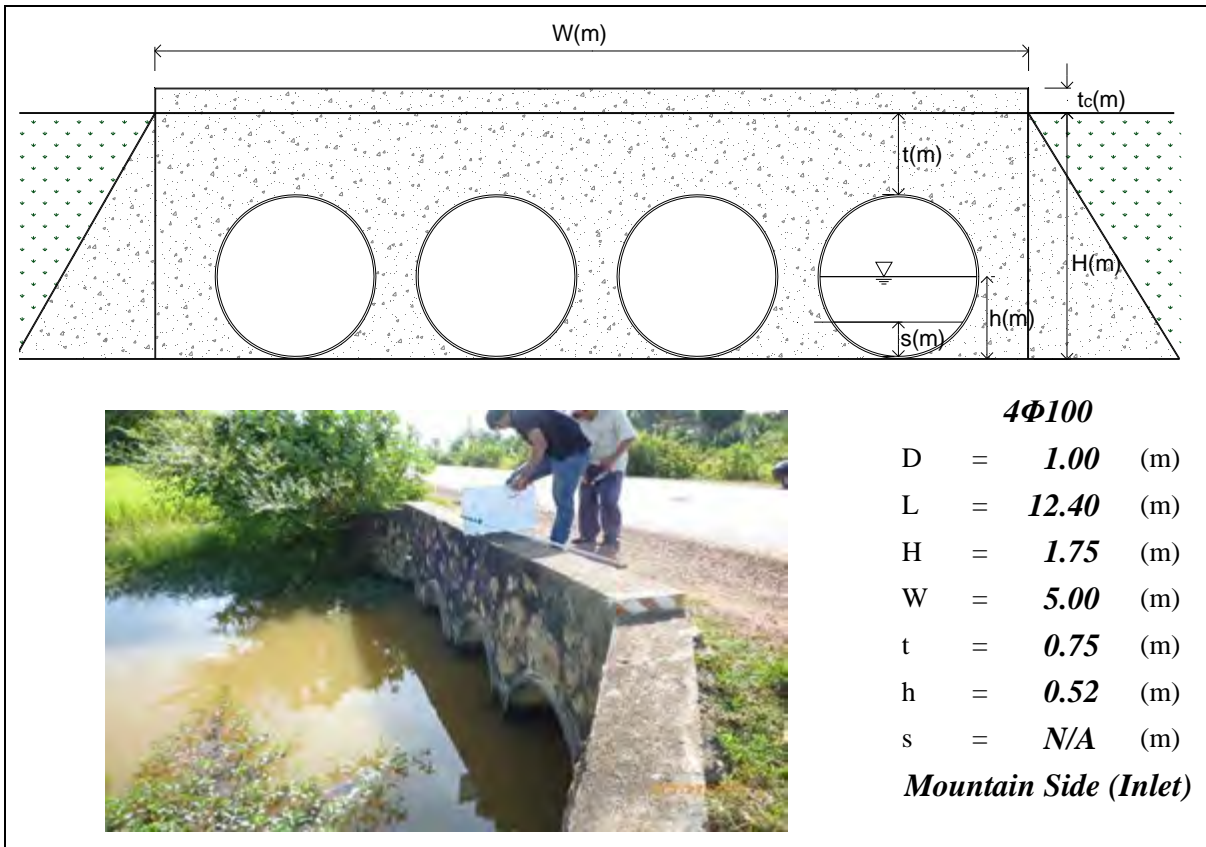 W(m)
tc(m)
t(m)
H(m)
h(m)
s(m)
4Φ100
D = 1.00 (m)
L = 12.40 (m)
H = 1.75 (m)
W = 5.00 (m)
t = 0.75 (m)
h = 0.52 (m)
s = N/A (m)
Mountain Side (Inlet)